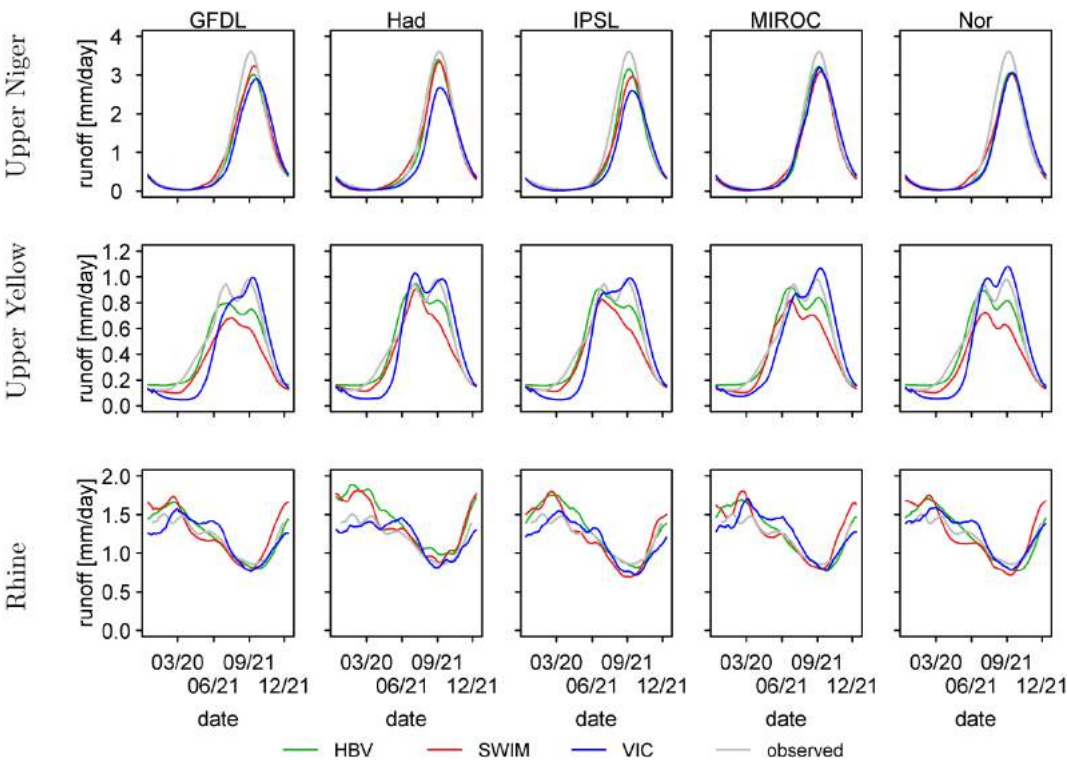 GFDL Had IPSL MIROC Nor
Upper Niger
runoff [mm/day]
4
3
2
1
0
Upper Yellow
runoff [mm/day]
1.2
1.0
0.8
0.6
0.4
0.2
0.0
Rhine
runoff [mm/day]
2.0
1.5
1.0
0.5
0.0
03/20 09/21 03/20 09/21 03/20 09/21 03/20 09/21 03/20 09/21
06/21 12/21 06/21 12/21 06/21 12/21 06/21 12/21 06/21 12/21
date date date date date
HBV SWIM VIC observed